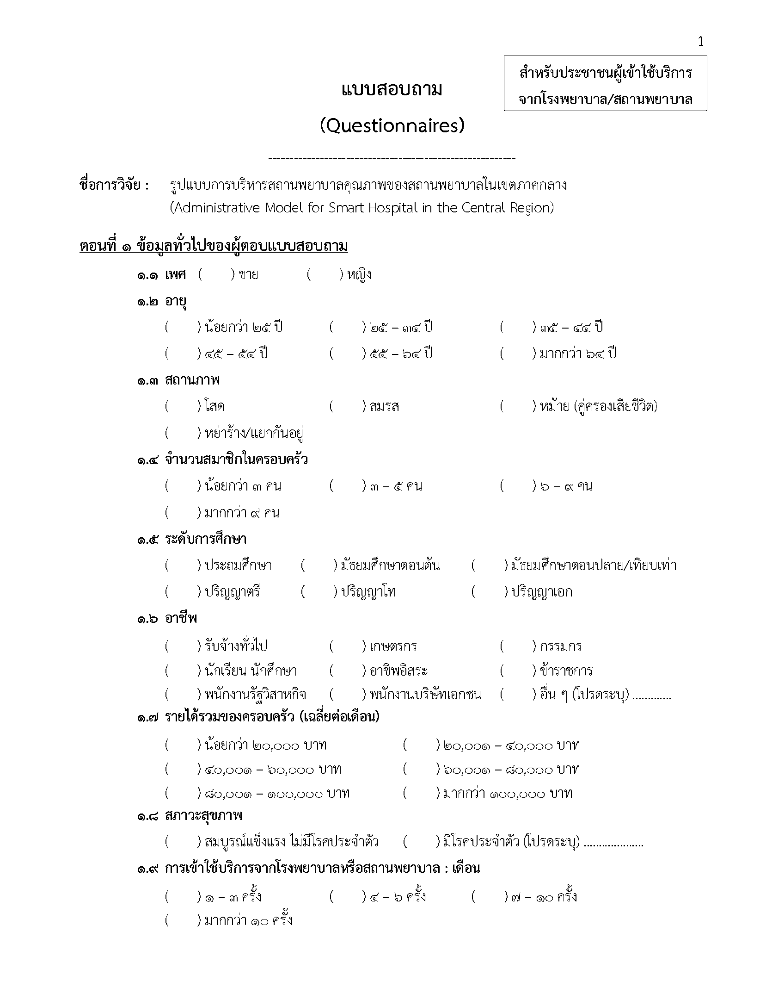 1
สำหรับประชาชนผู้เข้าใช้บริการ
จากโรงพยาบาล/สถานพยาบาล
แบบสอบถาม
(Questionnaires)
----------------------------------------------------------
ชื่อการวิจัย : รูปแบบการบริหารสถานพยาบาลคุณภาพของสถานพยาบาลในเขตภาคกลาง
(Administrative Model for Smart Hospital in the Central Region)
ตอนที่ ๑ ข้อมูลทั่วไปของผู้ตอบแบบสอบถาม
๑.๑ เพศ ( ) ชาย ( ) หญิง
๑.๒ อายุ
( ) น้อยกว่า ๒๕ ปี ( ) ๒๕ – ๓๔ ปี ( ) ๓๕ – ๔๔ ปี
( ) ๔๕ – ๕๔ ปี ( ) ๕๕ – ๖๔ ปี ( ) มากกว่า ๖๔ ปี
๑.๓ สถานภาพ
( ) โสด ( ) สมรส ( ) หม้าย (คู่ครองเสียชีวิต)
( ) หย่าร้าง/แยกกันอยู่
๑.๔ จำนวนสมาชิกในครอบครัว
( ) น้อยกว่า ๓ คน ( ) ๓ – ๕ คน ( ) ๖ – ๙ คน
( ) มากกว่า ๙ คน
๑.๕ ระดับการศึกษา
( ) ประถมศึกษา ( ) มัธยมศึกษาตอนต้น ( ) มัธยมศึกษาตอนปลาย/เทียบเท่า
( ) ปริญญาตรี ( ) ปริญญาโท ( ) ปริญญาเอก
๑.๖ อาชีพ
( ) รับจ้างทั่วไป ( ) เกษตรกร ( ) กรรมกร
( ) นักเรียน นักศึกษา ( ) อาชีพอิสระ ( ) ข้าราชการ
( ) พนักงานรัฐวิสาหกิจ ( ) พนักงานบริษัทเอกชน ( ) อื่น ๆ (โปรดระบุ) .............
๑.๗ รายได้รวมของครอบครัว (เฉลี่ยต่อเดือน)
( ) น้อยกว่า ๒๐,๐๐๐ บาท ( ) ๒๐,๐๐๑ – ๔๐,๐๐๐ บาท
( ) ๔๐,๐๐๑ – ๖๐,๐๐๐ บาท ( ) ๖๐,๐๐๑ – ๘๐,๐๐๐ บาท
( ) ๘๐,๐๐๑ – ๑๐๐,๐๐๐ บาท ( ) มากกว่า ๑๐๐,๐๐๐ บาท
๑.๘ สภาวะสุขภาพ
( ) สมบูรณ์แข็งแรง ไม่มีโรคประจำตัว ( ) มีโรคประจำตัว (โปรดระบุ) ....................
๑.๙ การเข้าใช้บริการจากโรงพยาบาลหรือสถานพยาบาล : เดือน
( ) ๑ – ๓ ครั้ง ( ) ๔ – ๖ ครั้ง ( ) ๗ – ๑๐ ครั้ง
( ) มากกว่า ๑๐ ครั้ง